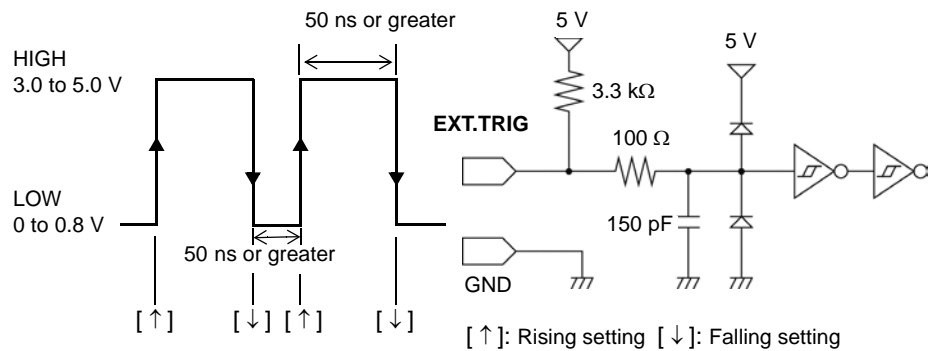 50 ns or greater
HIGH
3.0 to 5.0 V
LOW
0 to 0.8 V
50 ns or greater
[ ↑ ] [ ↓ ] [ ↑ ] [ ↓ ]
5 V
5 V
3.3 kΩ
EXT.TRIG
100 Ω
150 pF
GND
[ ↑ ]: Rising setting [ ↓ ]: Falling setting